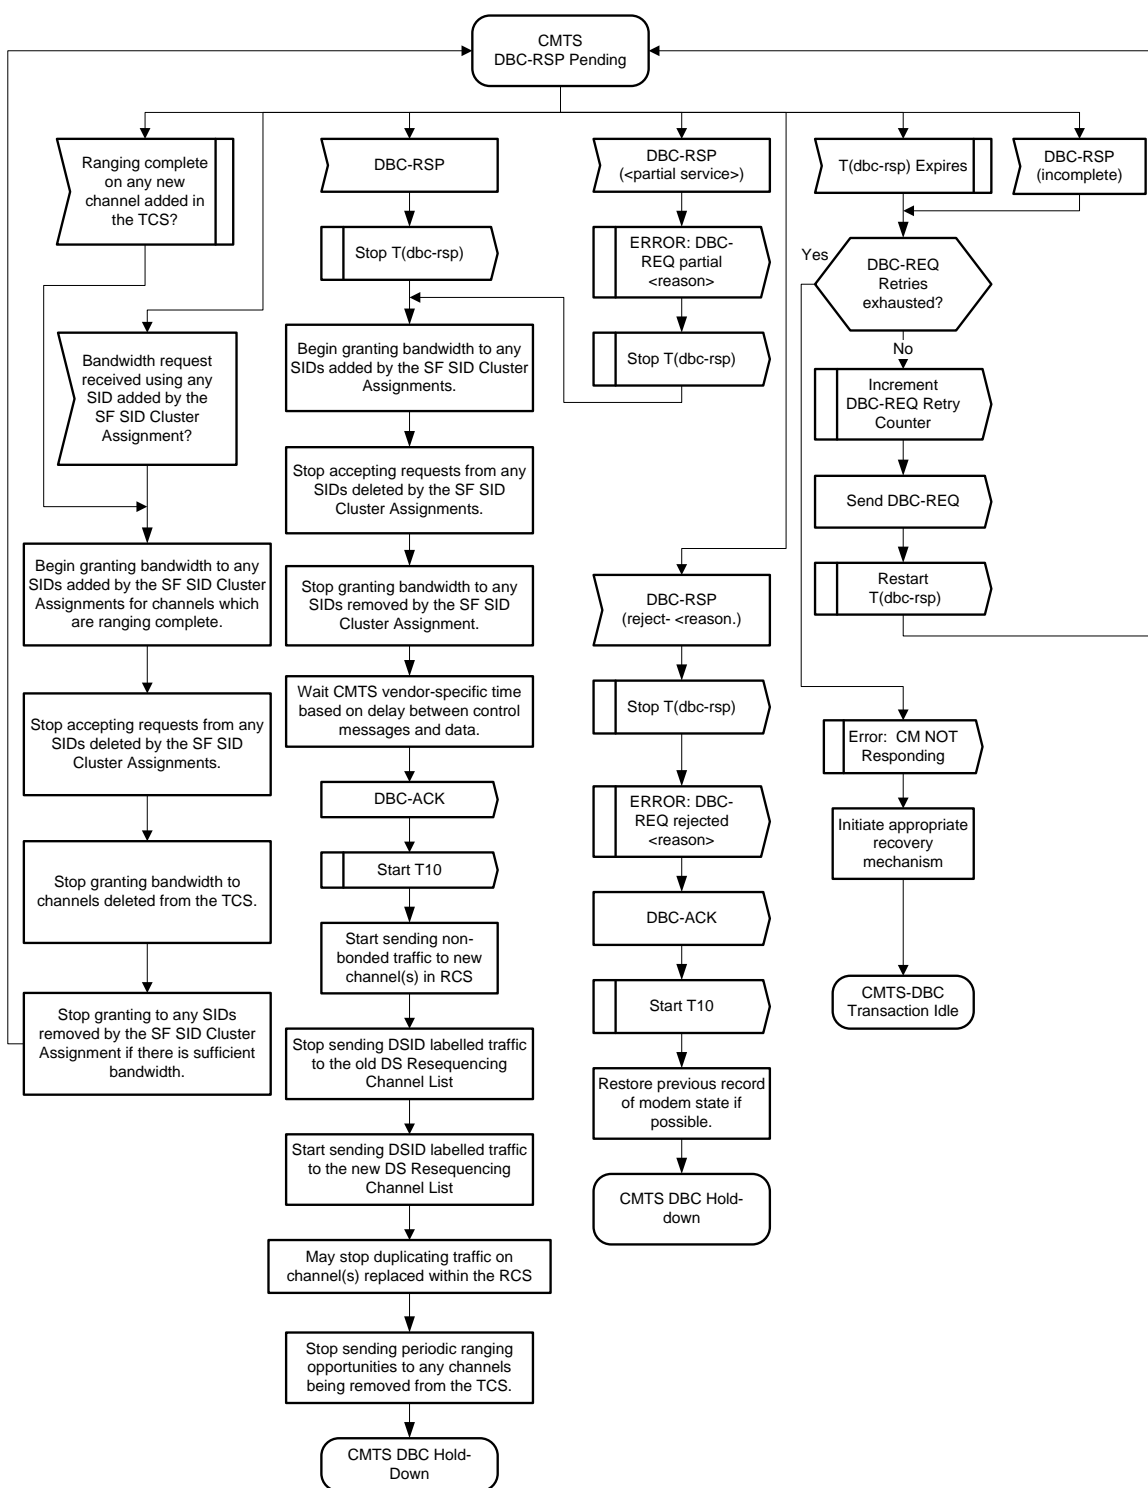 CMTS
DBC-RSP Pending
Ranging complete
on any new
channel added in
the TCS?
Bandwidth request
received using any
SID added by the
SF SID Cluster
Assignment?
Begin granting bandwidth to any
SIDs added by the SF SID Cluster
Assignments for channels which
are ranging complete.
Stop accepting requests from any
SIDs deleted by the SF SID
Cluster Assignments.
Stop granting bandwidth to
channels deleted from the TCS.
Stop granting to any SIDs
removed by the SF SID Cluster
Assignment if there is sufficient
bandwidth.
DBC-RSP
Stop T(dbc-rsp)
Begin granting bandwidth to any
SIDs added by the SF SID Cluster
Assignments.
Stop accepting requests from any
SIDs deleted by the SF SID
Cluster Assignments.
Stop granting bandwidth to any
SIDs removed by the SF SID
Cluster Assignment.
Wait CMTS vendor-specific time
based on delay between control
messages and data.
DBC-ACK
Start T10
Start sending non-
bonded traffic to new
channel(s) in RCS
Stop sending DSID labelled traffic
to the old DS Resequencing
Channel List
Start sending DSID labelled traffic
to the new DS Resequencing
Channel List
May stop duplicating traffic on
channel(s) replaced within the RCS
Stop sending periodic ranging
opportunities to any channels
being removed from the TCS.
CMTS DBC Hold-
Down
DBC-RSP
(<partial service>)
ERROR: DBC-
REQ partial
<reason>
Stop T(dbc-rsp)
DBC-RSP
(reject- <reason.)
Stop T(dbc-rsp)
ERROR: DBC-
REQ rejected
<reason>
DBC-ACK
Start T10
Restore previous record
of modem state if
possible.
CMTS DBC Hold-
down
T(dbc-rsp) Expires
DBC-RSP
(incomplete)
Yes
DBC-REQ
Retries
exhausted?
No
Increment
DBC-REQ Retry
Counter
Send DBC-REQ
Restart
T(dbc-rsp)
Error:  CM NOT
Responding
Initiate appropriate
recovery
mechanism
CMTS-DBC
Transaction Idle